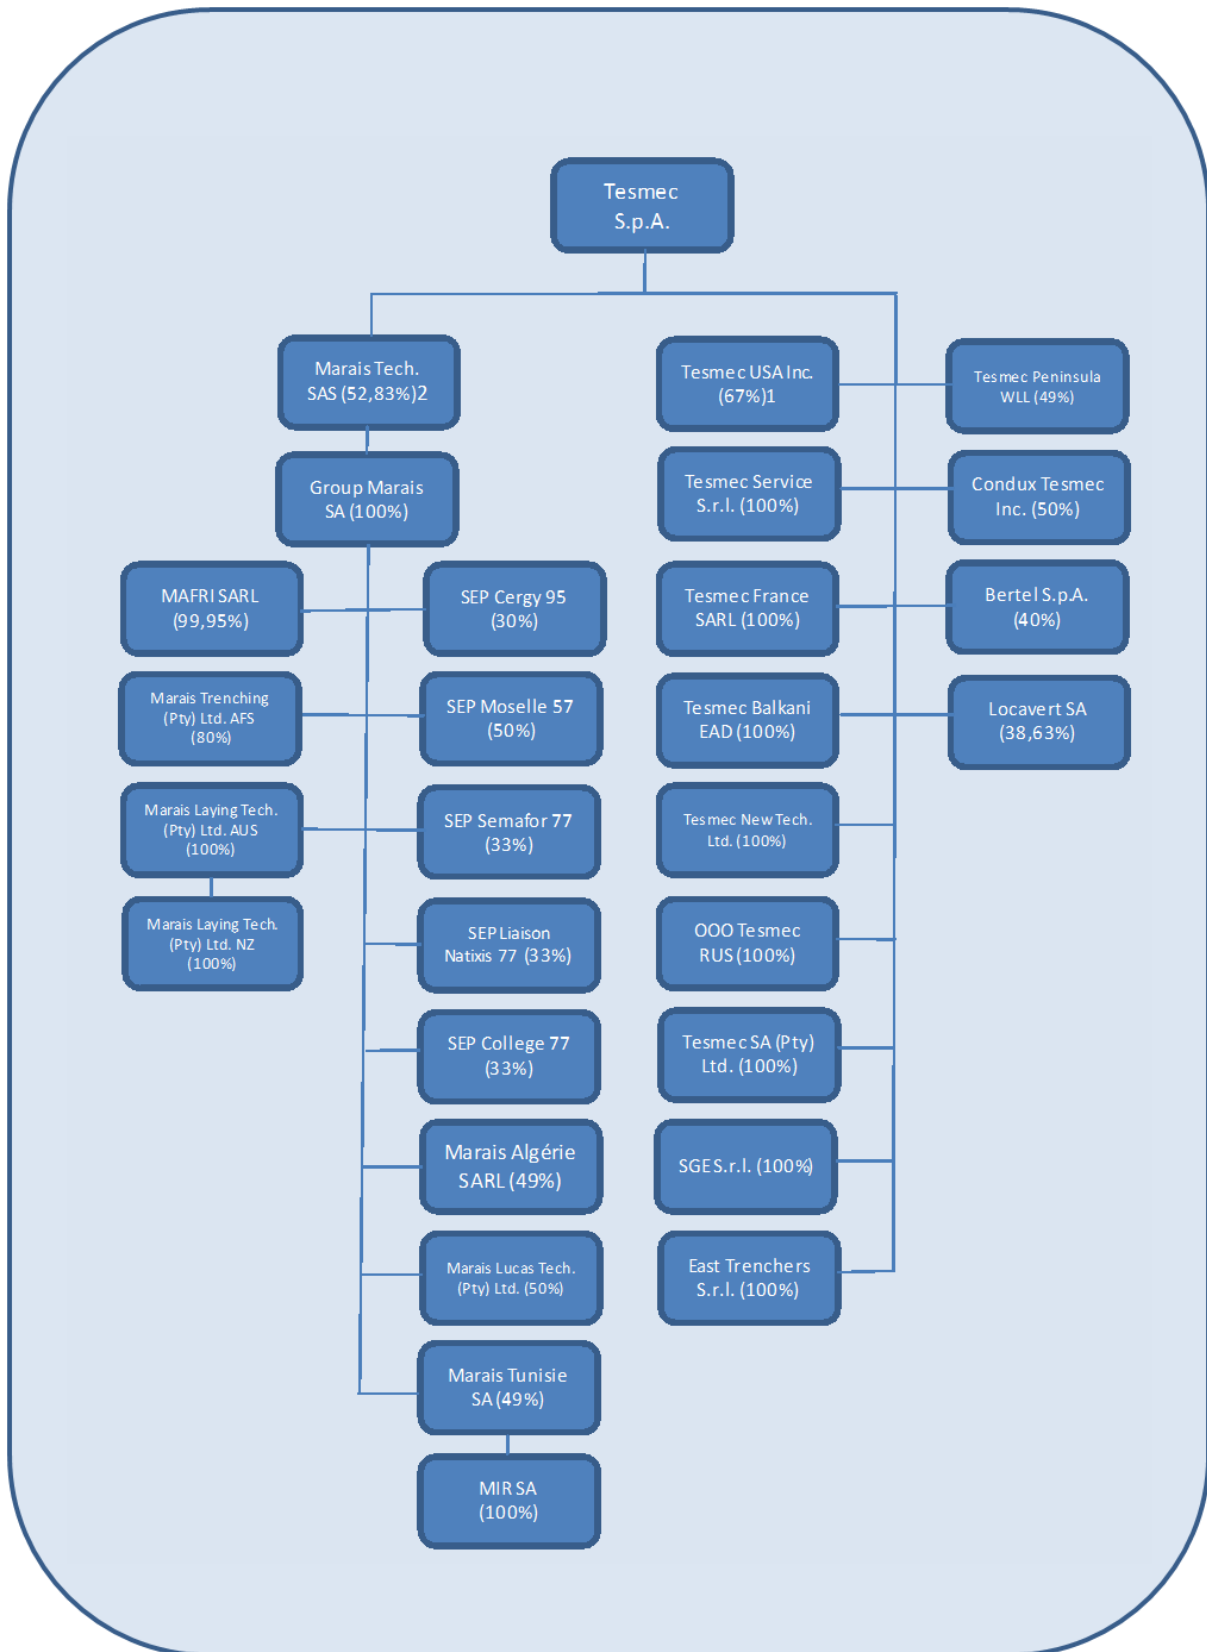 Tesmec
S.p.A.
Marais Tech.
SAS (52,83%)2
Group Marais
SA (100%)
MAFRI SARL
(99,95%)
SEP Cergy 95
(30%)
Marais Trenching
(Pty) Ltd. AFS
(80%)
SEP Moselle 57
(50%)
Marais Laying Tech.
(Pty) Ltd. AUS
(100%)
SEP Semafor 77
(33%)
Marais Laying Tech.
(Pty) Ltd. NZ
(100%)
SEP Liaison
Natixis 77 (33%)
SEP College 77
(33%)
Marais Algérie
SARL (49%)
Marais Lucas Tech.
(Pty) Ltd. (50%)
Marais Tunisie
SA (49%)
MIR SA
(100%)
Tesmec USA Inc.
(67%)1
Tesmec Peninsula
WLL (49%)
Tesmec Service
S.r.l. (100%)
Condux Tesmec
Inc. (50%)
Tesmec France
SARL (100%)
Bertel S.p.A.
(40%)
Tesmec Balkani
EAD (100%)
Locavert SA
(38,63%)
Tesmec New Tech.
Ltd. (100%)
OOO Tesmec
RUS (100%)
Tesmec SA (Pty)
Ltd. (100%)
SGE S.r.l. (100%)
East Trenchers
S.r.l. (100%)